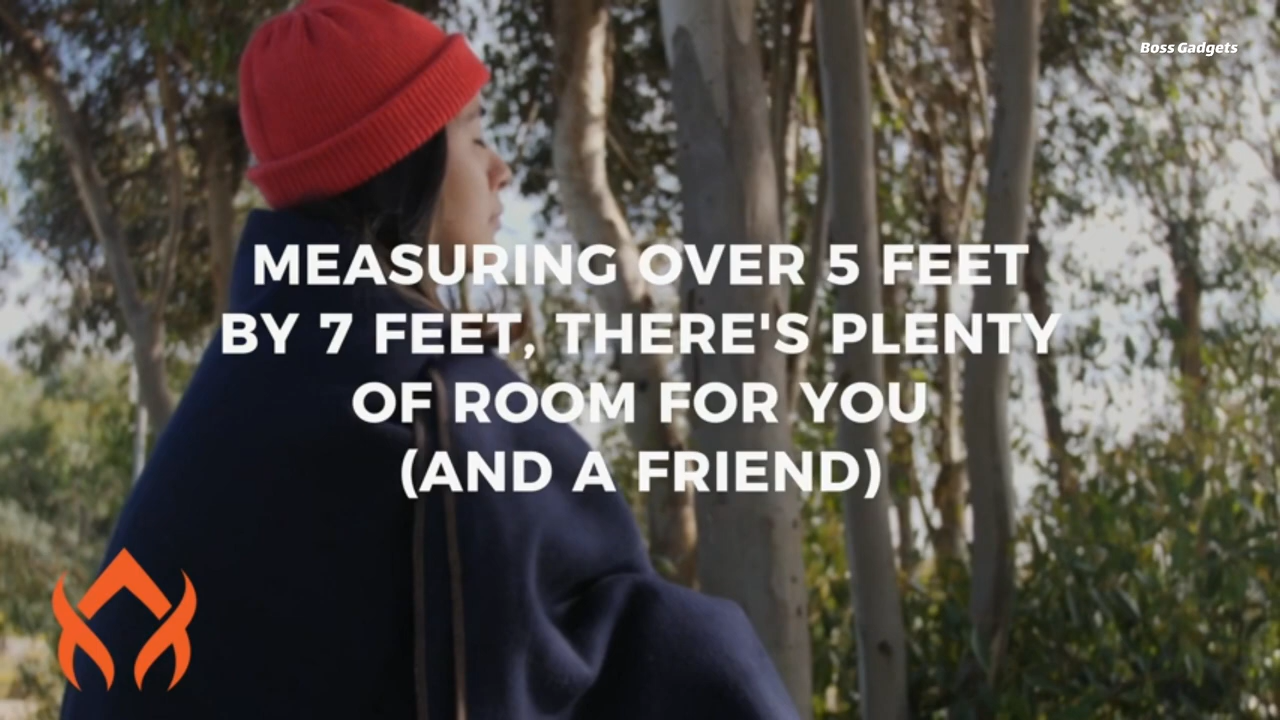 Boss Gadgets
MEASURING OVER 5 FEET
BY 7 FEET, THERE'S PLENTY
OF ROOM FOR YOU
(AND A FRIEND)